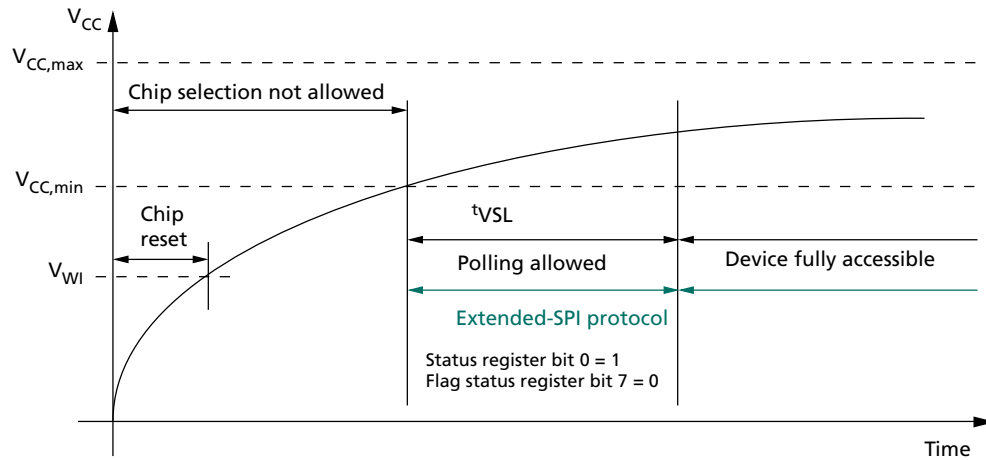 VCC
VCC,max
Chip selection not allowed
VCC,min
tVSL
Chip
reset
Polling allowed
Device fully accessible
VWI
Extended-SPI protocol
Status register bit 0 = 1
Flag status register bit 7 = 0
Time